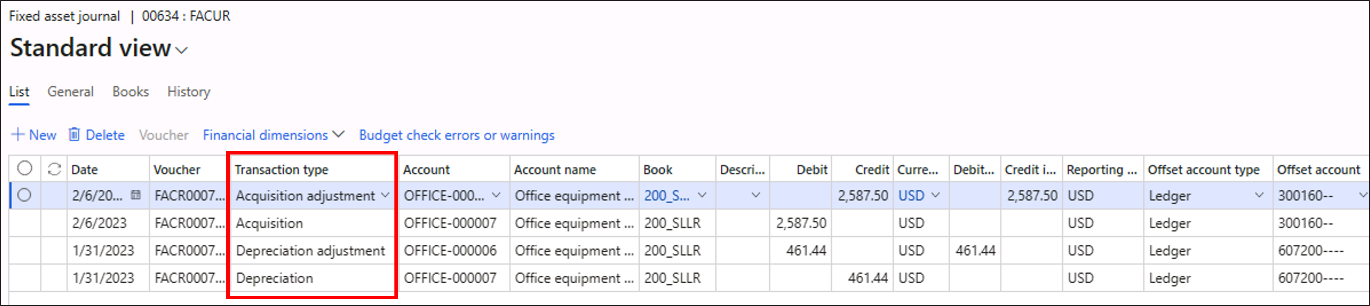 Fixed asset journal | 00634 : FACUR
Standard view
List General Books History
New Delete Voucher Financial dimensions Budget check errors or warnings
Date Voucher Transaction type Account Account name Book Descri... Debit Credit Curre... Debit... Credit i... Reporting ... Offset account type Offset account
2/6/20... FACR0007... Acquisition adjustment OFFICE-000... Office equipment ... 200_S... 2,587.50 USD 2,587.50 USD Ledger 300160--
2/6/2023 FACR0007... Acquisition OFFICE-000007 Office equipment ... 200_SLLR 2,587.50 USD USD Ledger 300160--
1/31/2023 FACR0007... Depreciation adjustment OFFICE-000006 Office equipment ... 200_SLLR 461.44 USD 461.44 USD Ledger 607200----
1/31/2023 FACR0007... Depreciation OFFICE-000007 Office equipment ... 200_SLLR 461.44 USD USD Ledger 607200----